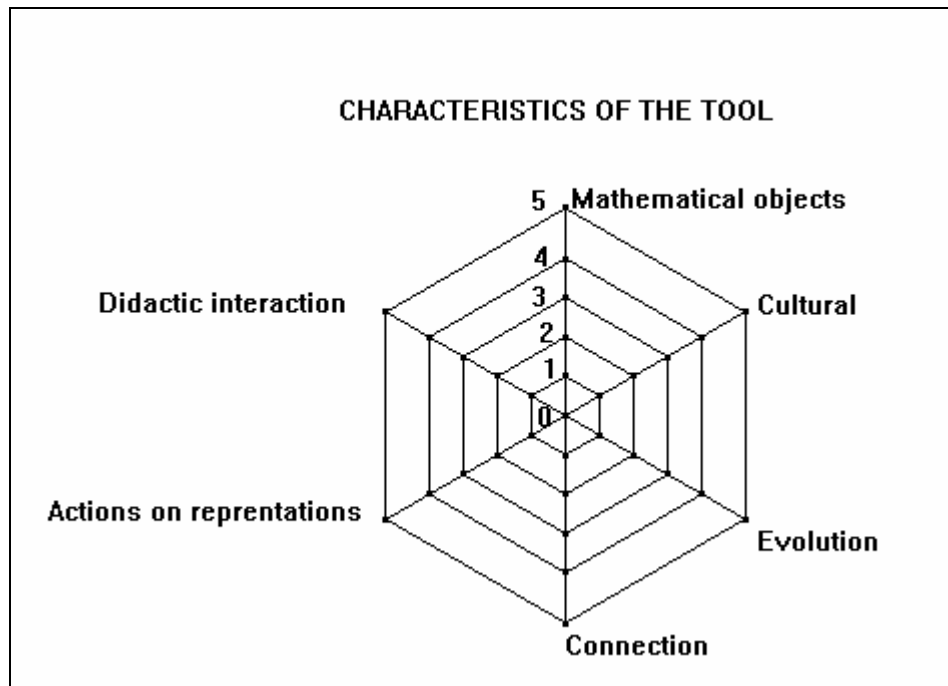 CHARACTERISTICS OF THE TOOL
5 Mathematical objects
4
Didactic interaction
3
Cultural
2
1
0
Actions on reprentations
Evolution
Connection